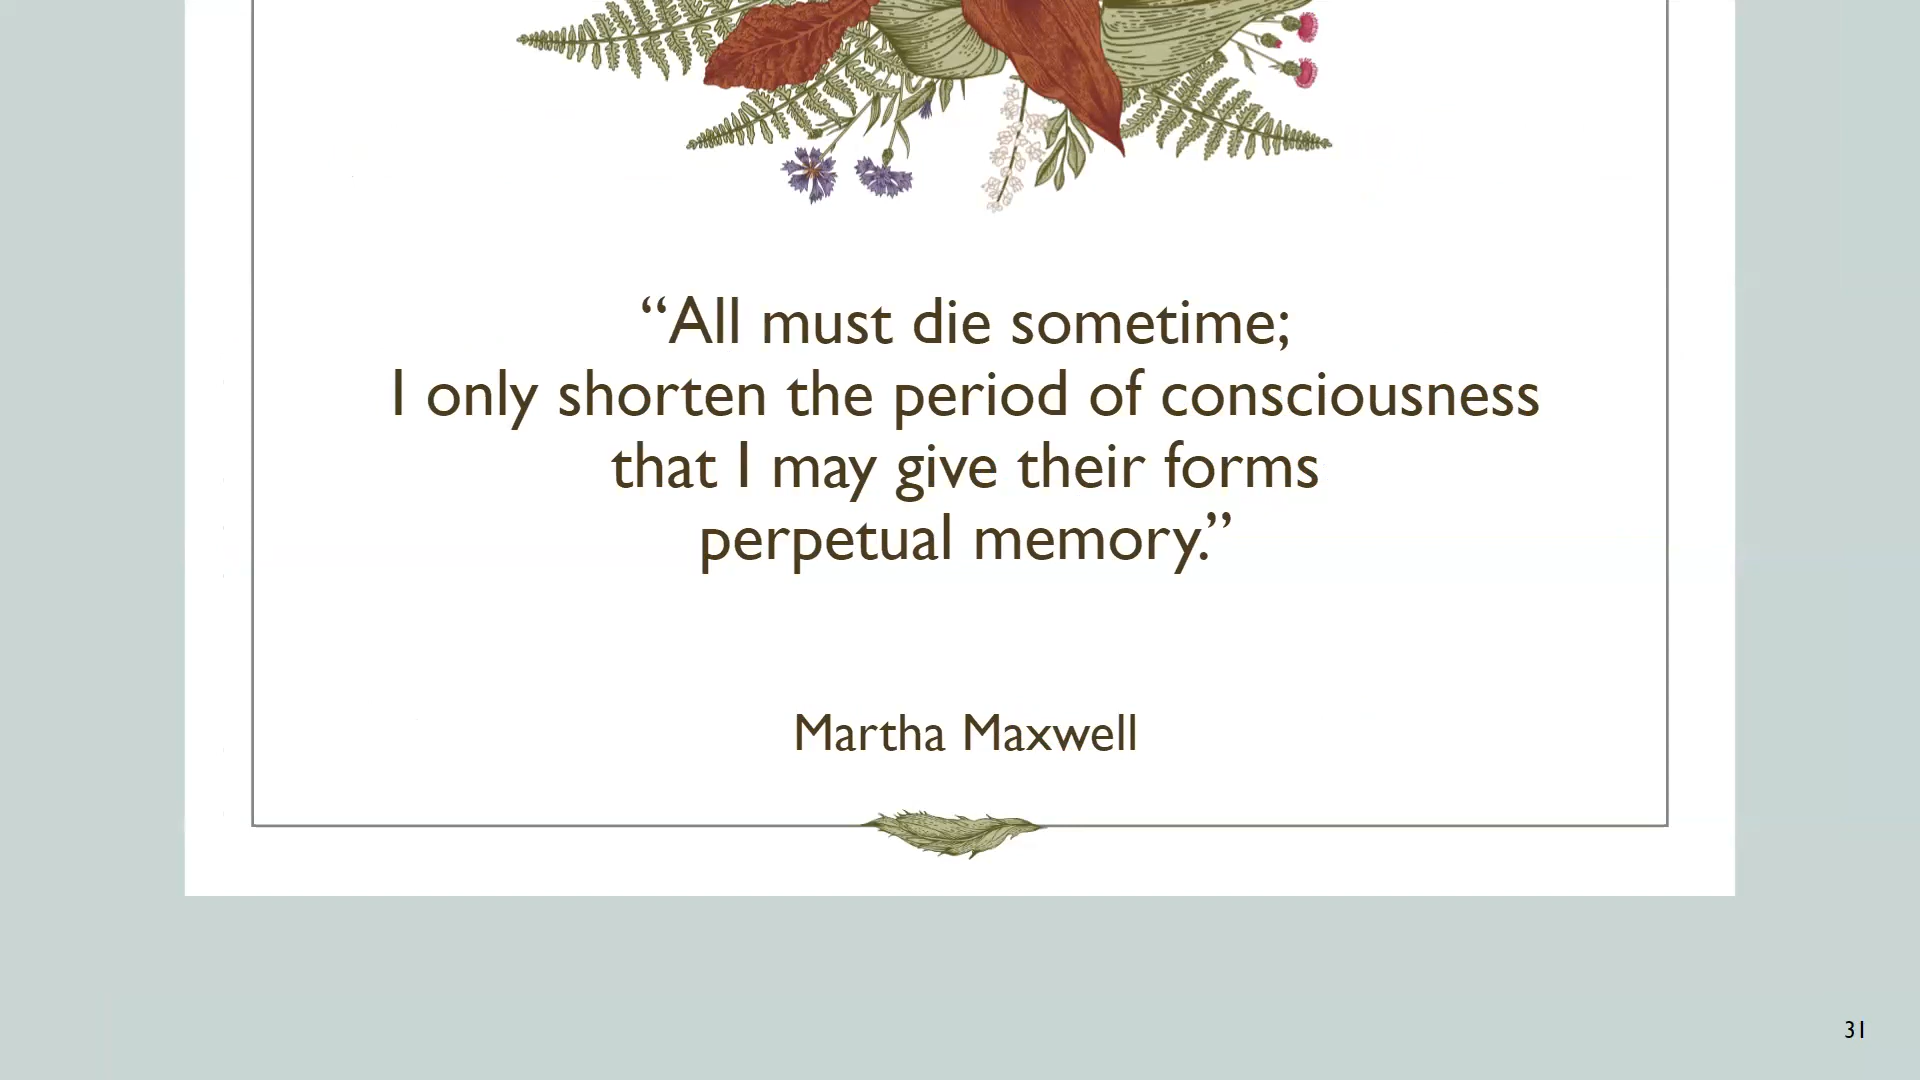 “All must die sometime;
I only shorten the period of consciousness
that I may give their forms
perpetual memory.”
Martha Maxwell
31